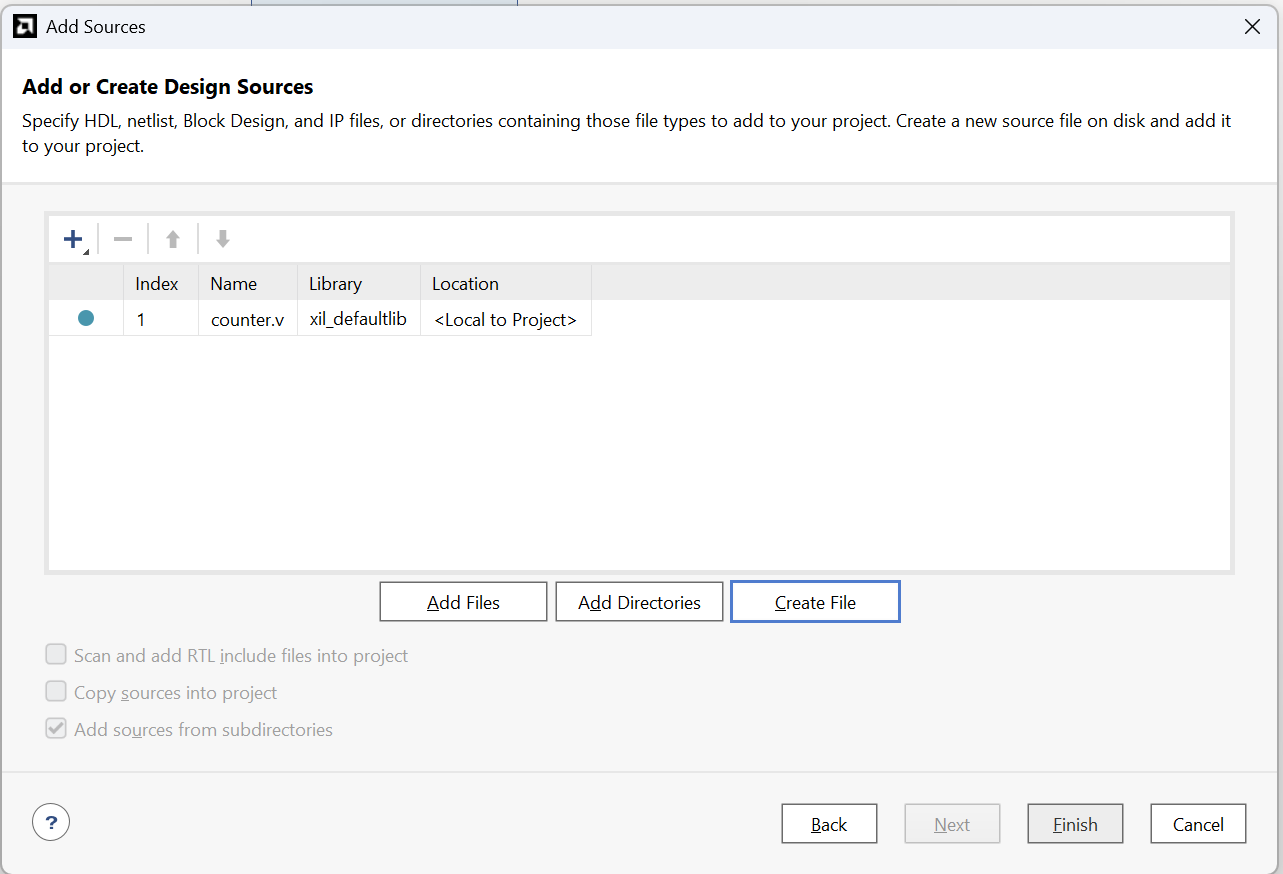 Add Sources
Add or Create Design Sources
Specify HDL, netlist, Block Design, and IP files, or directories containing those file types to add to your project. Create a new source file on disk and add it
to your project.
Index Name Library Location
1 counter.v xil_defaultlib <Local to Project>
Add Files Add Directories Create File
Scan and add RTL include files into project
Copy sources into project
Add sources from subdirectories
? Back Next Finish Cancel